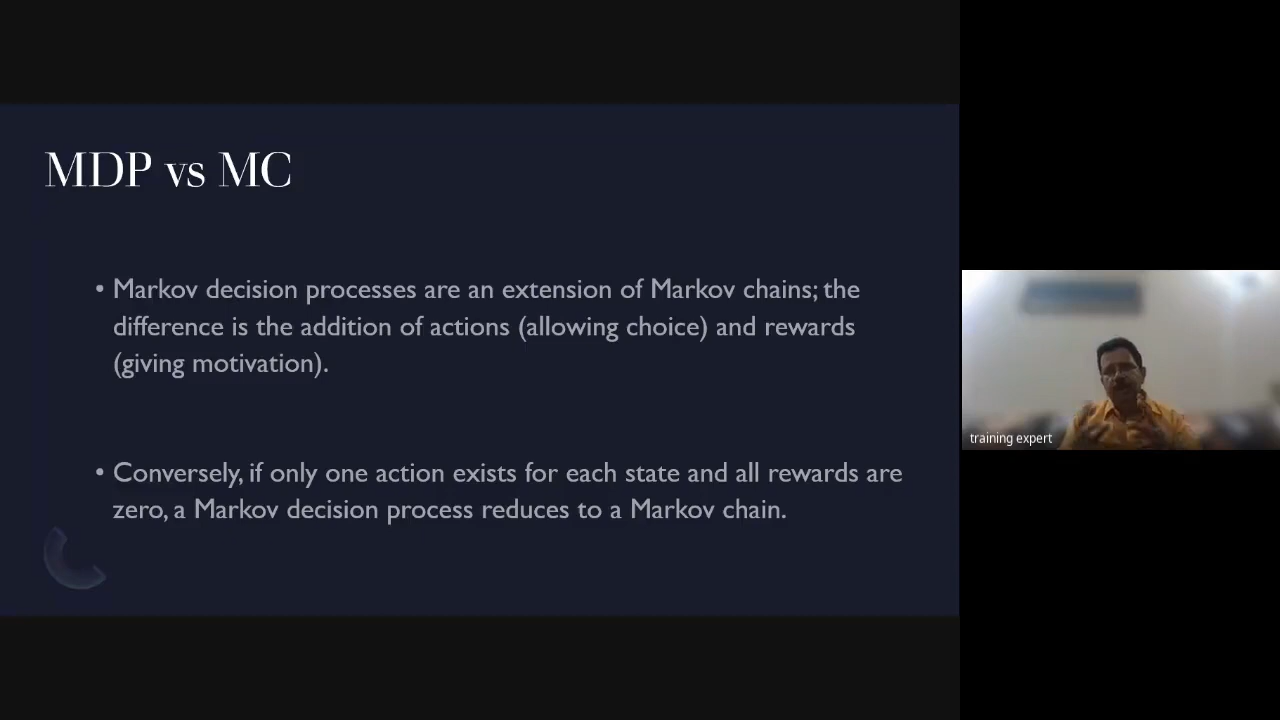 MDP vs MC
• Markov decision processes are an extension of Markov chains; the
difference is the addition of actions (allowing choice) and rewards
(giving motivation).
• Conversely, if only one action exists for each state and all rewards are
zero, a Markov decision process reduces to a Markov chain.
training expert